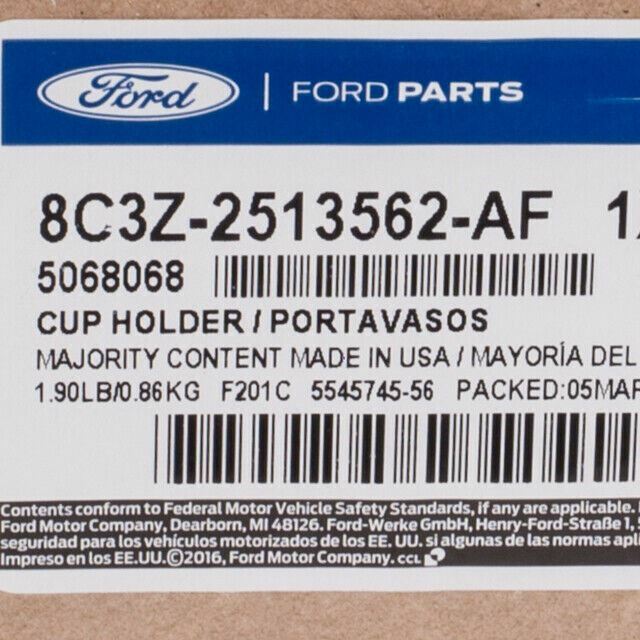 Ford | FORD PARTS
8C3Z-2513562-AF
5068068
CUP HOLDER / PORTAVASOS
MAJORITY CONTENT MADE IN USA / MAYORÍA DEL
1.90LB/0.86KG F201C 5545745-56 PACKED:05MAR
Contents conform to Federal Motor Vehicle Safety Standards, if any are applicable.
Ford Motor Company, Dearborn, MI 48126. Ford-Werke GmbH, Henry-Ford-Straße 1,
seguridad para los vehículos motorizados de los EE. UU. si algunas de las normas
Impreso en los EE.UU.©2016, Ford Motor Company. CCL